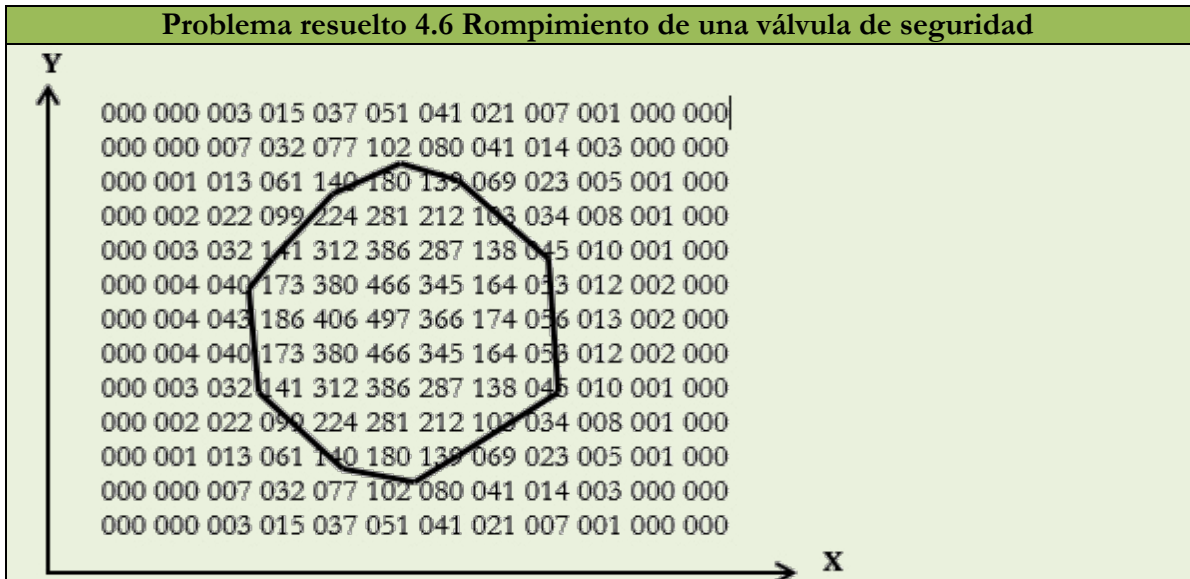 Problema resuelto 4.6 Rompimiento de una válvula de seguridad
Y
000 000 003 015 037 051 041 021 007 001 000 000
000 000 007 032 077 102 080 041 014 003 000 000
000 001 013 061 140 180 139 069 023 005 001 000
000 002 022 099 224 281 212 103 034 008 001 000
000 003 032 141 312 386 287 138 045 010 001 000
000 004 040 173 380 466 345 164 053 012 002 000
000 004 043 186 406 497 366 174 056 013 002 000
000 004 040 173 380 466 345 164 053 012 002 000
000 003 032 141 312 386 287 138 045 010 001 000
000 002 022 099 224 281 212 103 034 008 001 000
000 001 013 061 140 180 139 069 023 005 001 000
000 000 007 032 077 102 080 041 014 003 000 000
000 000 003 015 037 051 041 021 007 001 000 000
X